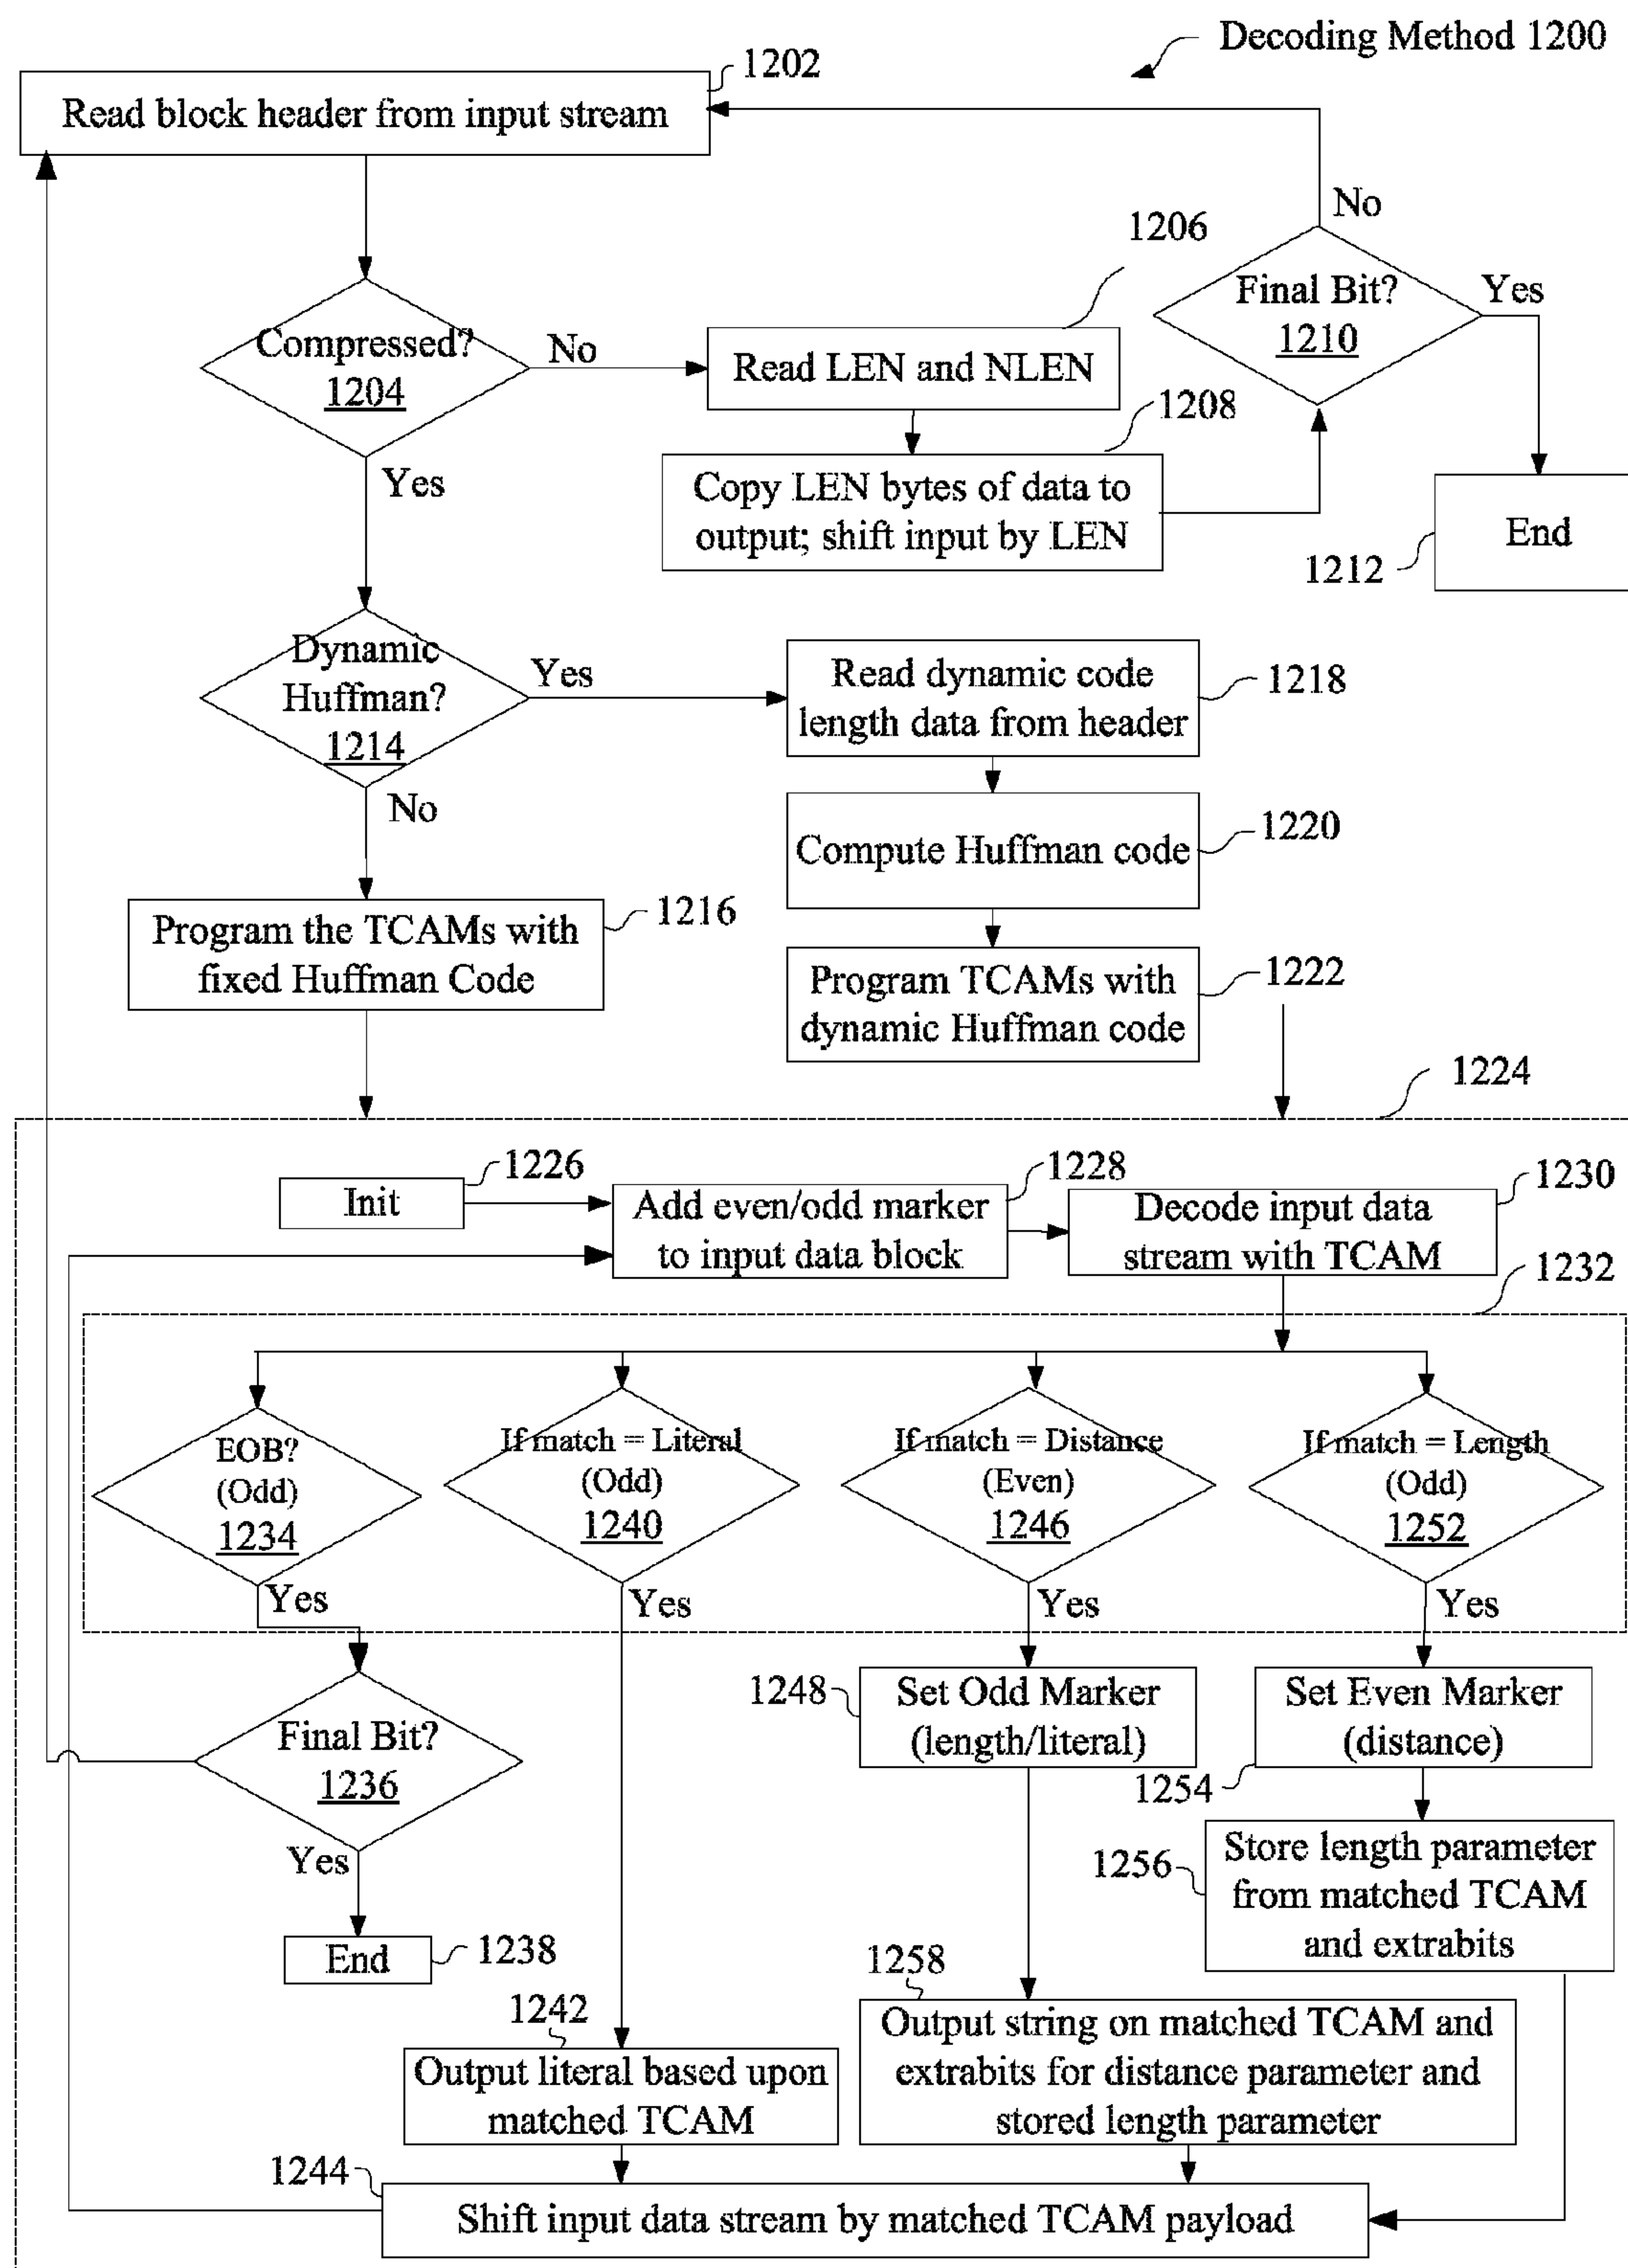 Decoding Method 1200
1202
Read block header from input stream
No
1206
Final Bit?
1210
Yes
Compressed?
1204
No
Read LEN and NLEN
1208
Yes
Copy LEN bytes of data to
output; shift input by LEN
End
1212
Dynamic
Huffman?
1214
Yes
Read dynamic code
length data from header
1218
No
Compute Huffman code
1220
Program the TCAMs with
fixed Huffman Code
1216
Program TCAMs with
dynamic Huffman code
1222
1224
Init
1226
Add even/odd marker
to input data block
1228
Decode input data
stream with TCAM
1230
1232
EOB?
(Odd)
1234
Yes
If match = Literal
(Odd)
1240
Yes
If match = Distance
(Even)
1246
Yes
If match = Length
(Odd)
1252
Yes
Final Bit?
1236
Yes
End
1238
1248
Set Odd Marker
(length/literal)
Set Even Marker
(distance)
1254
1256
Store length parameter
from matched TCAM
and extrabits
1258
Output string on matched TCAM and
extrabits for distance parameter and
stored length parameter
1242
Output literal based upon
matched TCAM
1244
Shift input data stream by matched TCAM payload